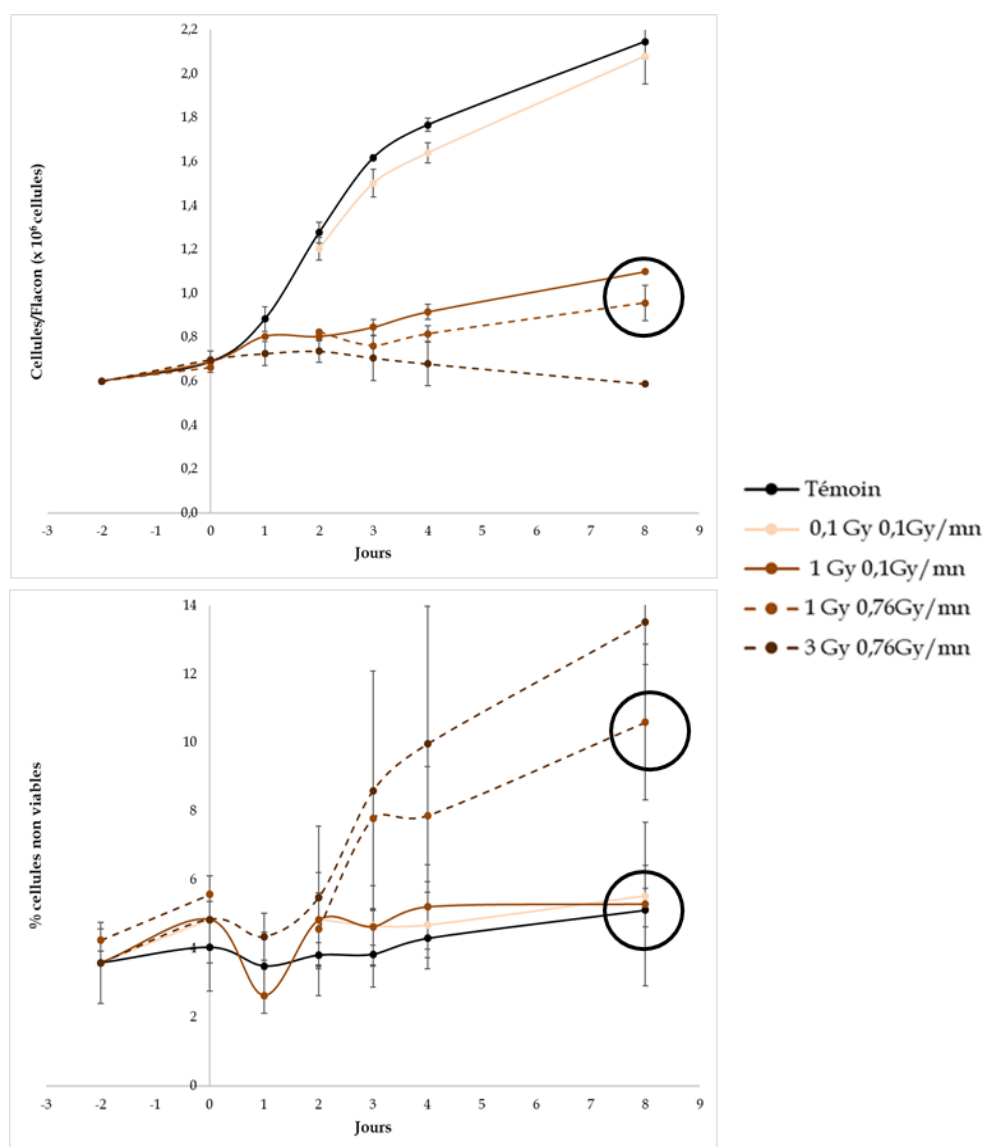 2,2
2,0
1,8
1,6
1,4
1,2
1,0
0,8
0,6
0,4
0,2
0,0
Cellules/Flacon (x 10⁶ cellules)
-3 -2 -1 0 1 2 3 4 5 6 7 8 9
Jours
Témoin
0,1 Gy 0,1Gy/mn
1 Gy 0,1Gy/mn
1 Gy 0,76Gy/mn
3 Gy 0,76Gy/mn
14
12
10
8
6
4
2
0
% cellules non viables
-3 -2 -1 0 1 2 3 4 5 6 7 8 9
Jours